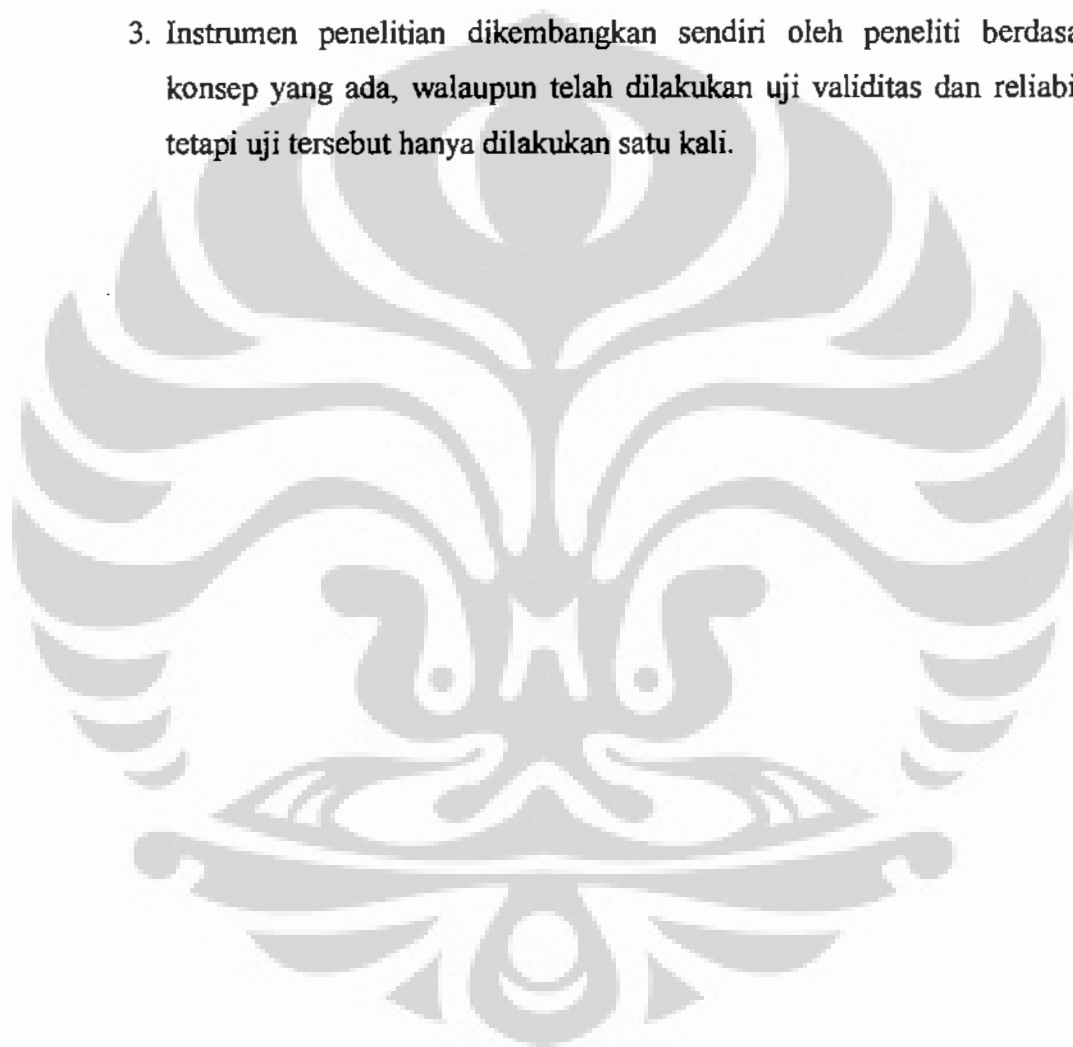 3. Instrumen penelitian dikembangkan sendiri oleh peneliti berdasa
konsep yang ada, walaupun telah dilakukan uji validitas dan reliabi
tetapi uji tersebut hanya dilakukan satu kali.